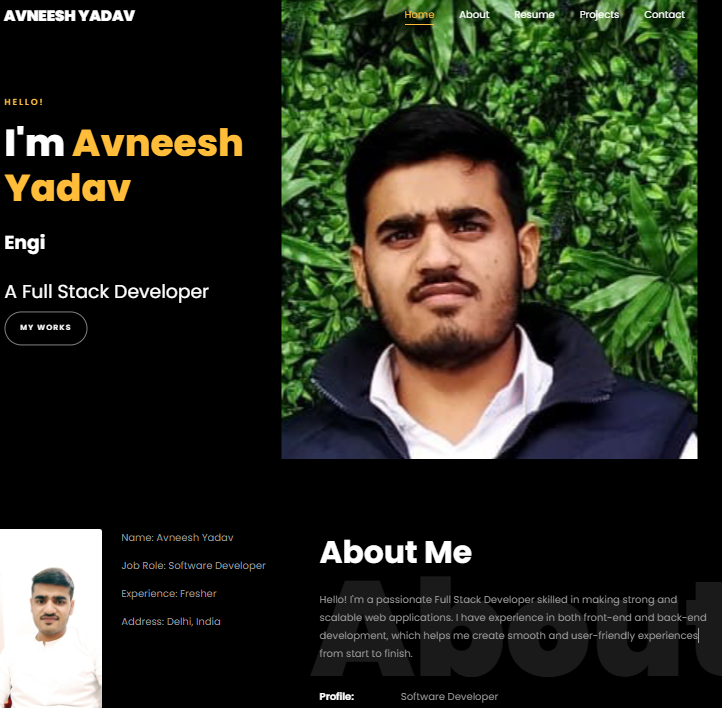 AVNEESH YADAV
Home About Resume Projects Contact
HELLO!
I'm Avneesh
Yadav
Engi
A Full Stack Developer
MY WORKS
Name: Avneesh Yadav
Job Role: Software Developer
Experience: Fresher
Address: Delhi, India
About
About Me
Hello! I'm a passionate Full Stack Developer skilled in making strong and
scalable web applications. I have experience in both front-end and back-end
development, which helps me create smooth and user-friendly experiences
from start to finish.
Profile: Software Developer